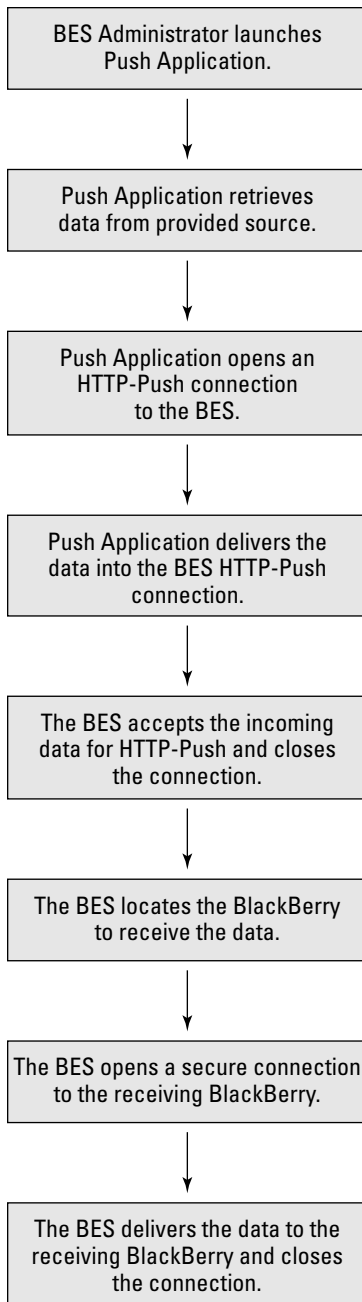 BES Administrator launches
Push Application.
Push Application retrieves
data from provided source.
Push Application opens an
HTTP-Push connection
to the BES.
Push Application delivers the
data into the BES HTTP-Push
connection.
The BES accepts the incoming
data for HTTP-Push and closes
the connection.
The BES locates the BlackBerry
to receive the data.
The BES opens a secure connection
to the receiving BlackBerry.
The BES delivers the data to the
receiving BlackBerry and closes
the connection.